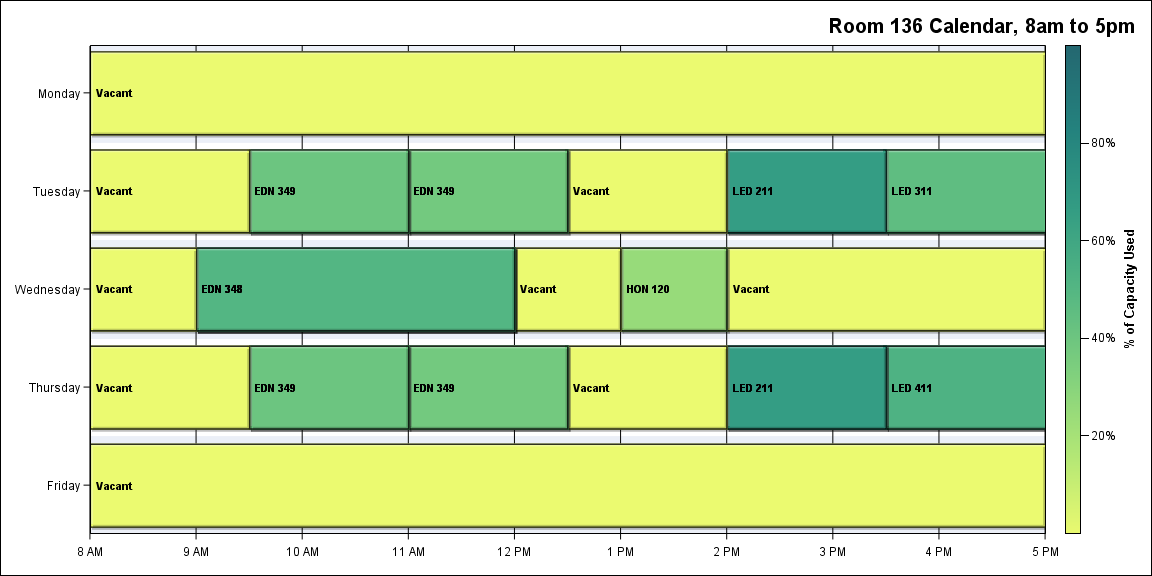 Room 136 Calendar, 8am to 5pm
Monday
Vacant
Tuesday
Vacant
EDN 349
EDN 349
Vacant
LED 211
LED 311
Wednesday
Vacant
EDN 348
Vacant
HON 120
Vacant
Thursday
Vacant
EDN 349
EDN 349
Vacant
LED 211
LED 411
Friday
Vacant
8 AM
9 AM
10 AM
11 AM
12 PM
1 PM
2 PM
3 PM
4 PM
5 PM
80%
60%
40%
20%
% of Capacity Used